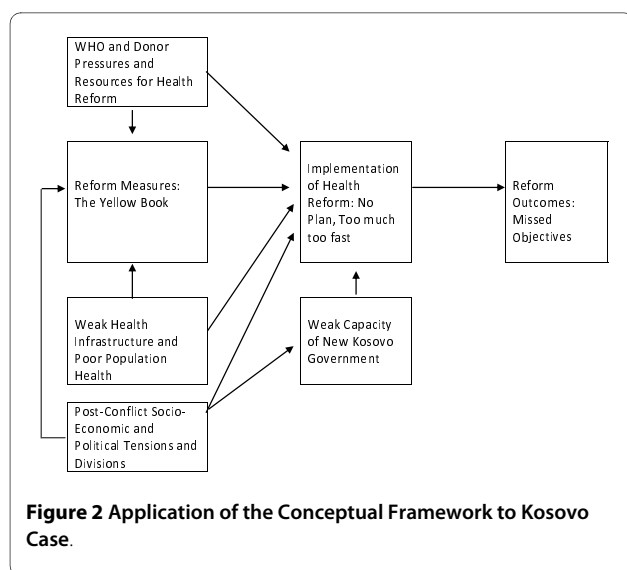 WHO and Donor
Pressures and
Resources for Health
Reform
Reform Measures:
The Yellow Book
Implementation
of Health
Reform: No
Plan, Too much
too fast
Reform
Outcomes:
Missed
Objectives
Weak Health
Infrastructure and
Poor Population
Health
Weak Capacity
of New Kosovo
Government
Post-Conflict Socio-
Economic and
Political Tensions and
Divisions
Figure 2 Application of the Conceptual Framework to Kosovo
Case.